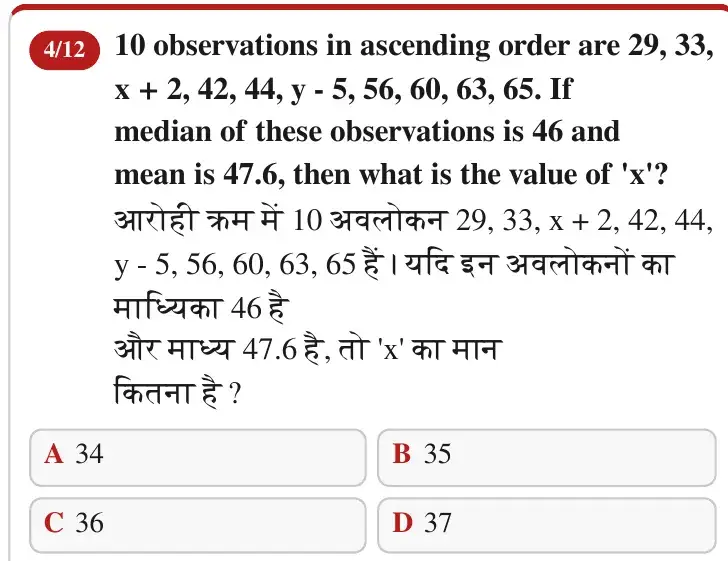 4/12 10 observations in ascending order are 29, 33,
x + 2, 42, 44, y - 5, 56, 60, 63, 65. If
median of these observations is 46 and
mean is 47.6, then what is the value of 'x'?
आरोही क्रम में 10 अवलोकन 29, 33, x + 2, 42, 44,
y - 5, 56, 60, 63, 65 हैं। यदि इन अवलोकनों का
माध्यिका 46 है
और माध्य 47.6 है, तो 'x' का मान
कितना है ?
A 34
B 35
C 36
D 37